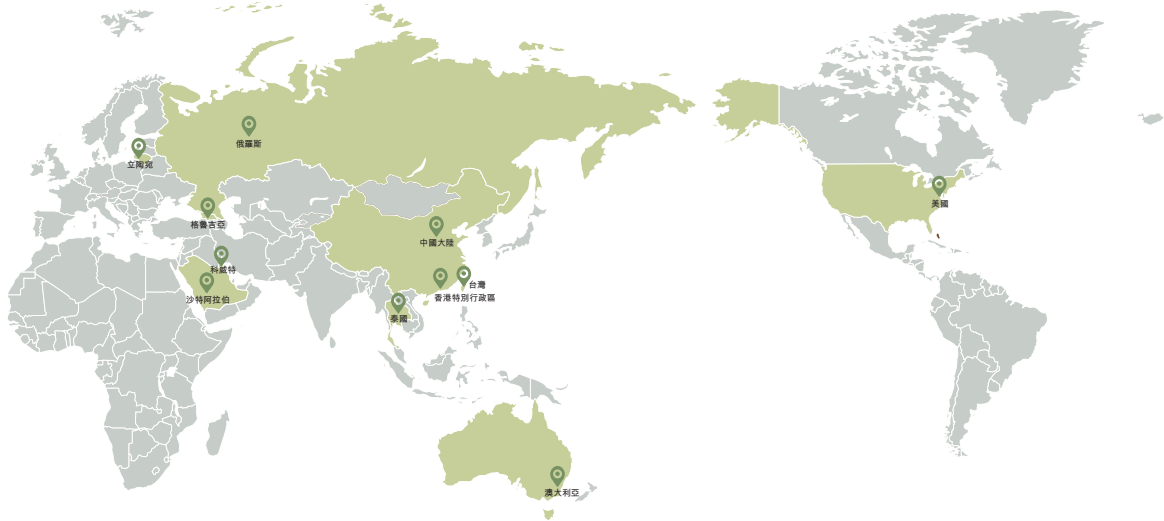 俄羅斯
立陶宛
美國
格魯吉亞
中國大陸
科威特
台灣
沙特阿拉伯
香港特別行政區
泰國
澳大利亞